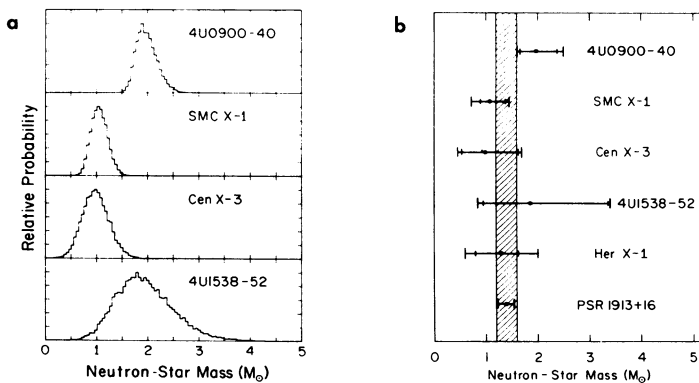 a
4U0900-40
SMC X-1
Cen X-3
4U1538-52
Relative Probability
0 1 2 3 4 5
Neutron-Star Mass (M⊙)
b
4U0900-40
SMC X-1
Cen X-3
4U1538-52
Her X-1
PSR 1913+16
0 1 2 3 4 5
Neutron-Star Mass (M⊙)